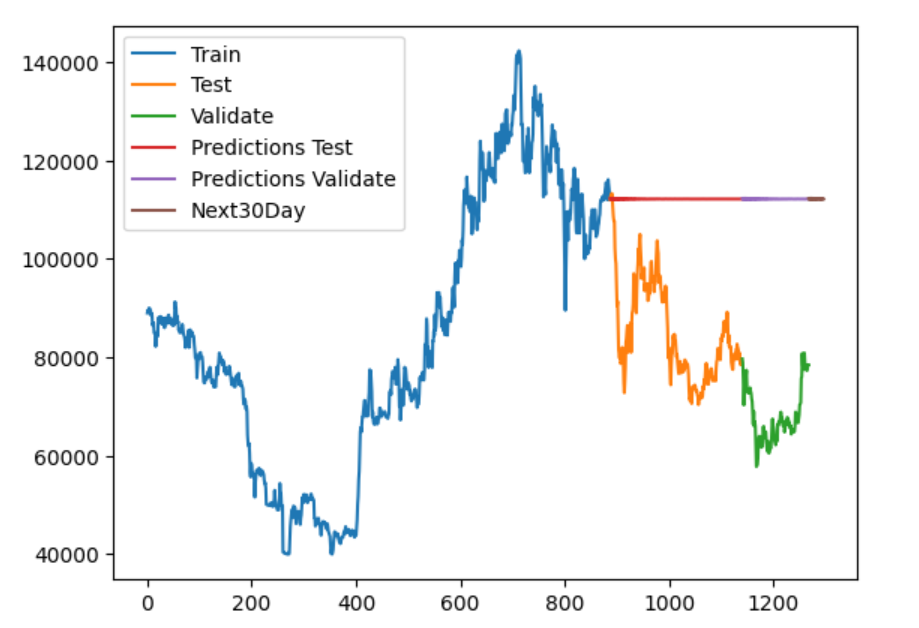 140000
120000
100000
80000
60000
40000
Train
Test
Validate
Predictions Test
Predictions Validate
Next30Day
0 200 400 600 800 1000 1200